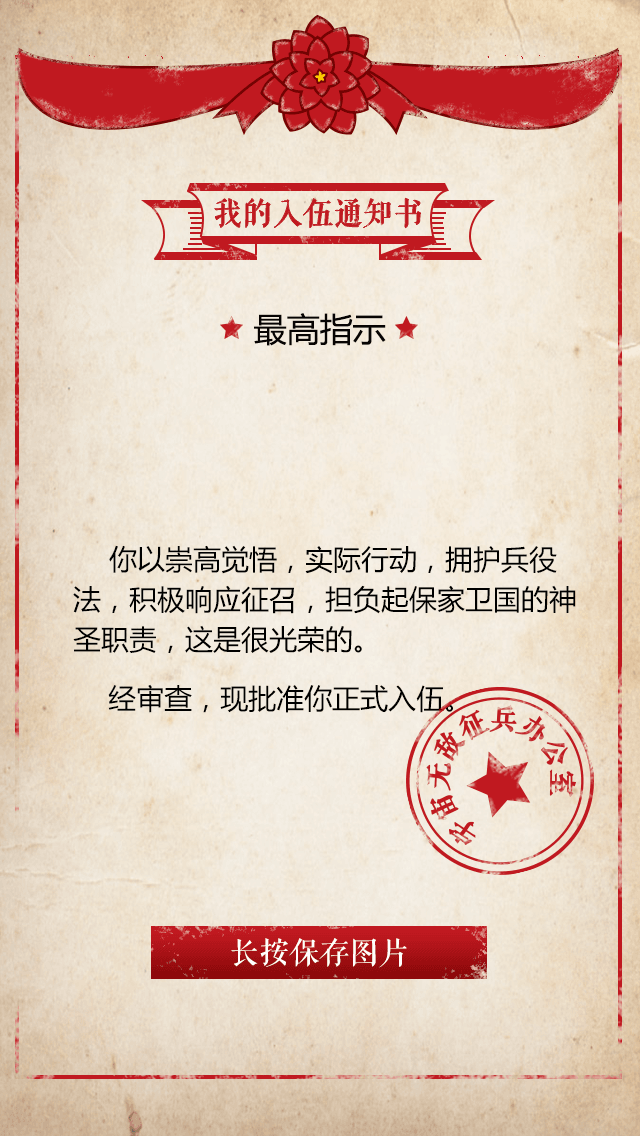 我的入伍通知书
最高指示
你以崇高觉悟，实际行动，拥护兵役
法，积极响应征召，担负起保家卫国的神
圣职责，这是很光荣的。
经审查，现批准你正式入伍。
宇宙无敌征兵办公室
长按保存图片